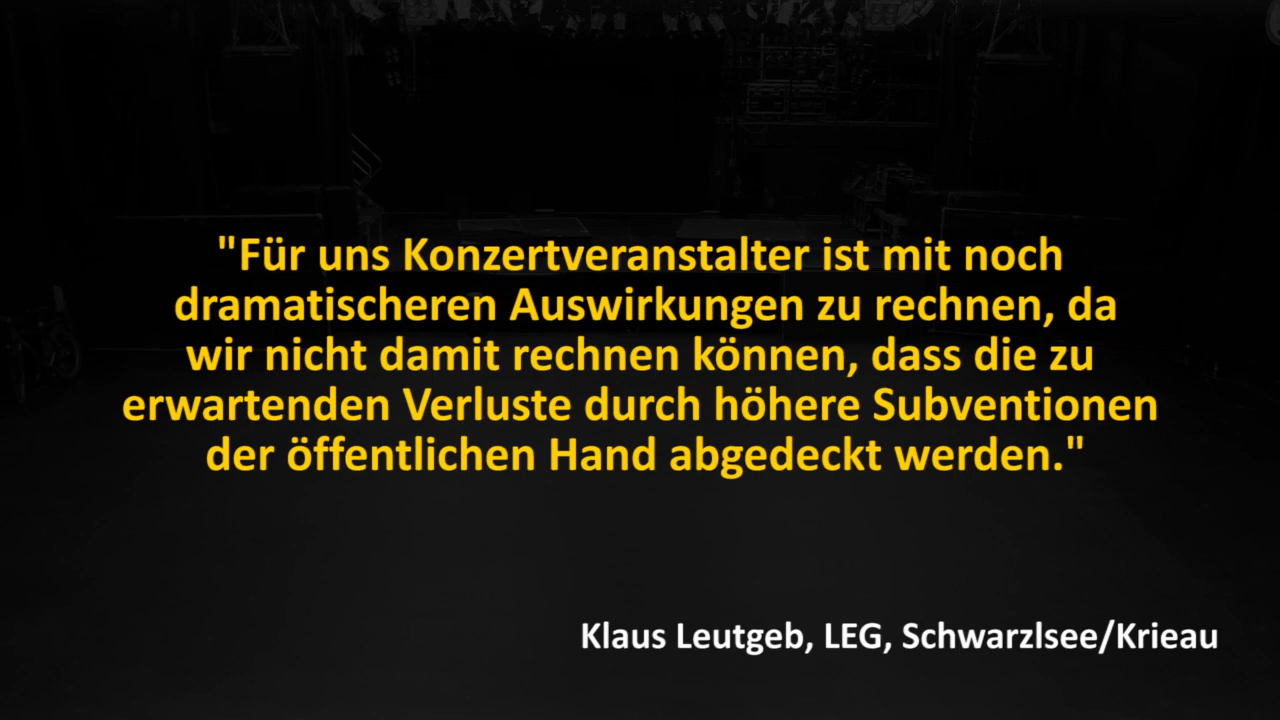 "Für uns Konzertveranstalter ist mit noch
dramatischeren Auswirkungen zu rechnen, da
wir nicht damit rechnen können, dass die zu
erwartenden Verluste durch höhere Subventionen
der öffentlichen Hand abgedeckt werden."
Klaus Leutgeb, LEG, Schwarzlsee/Krieau